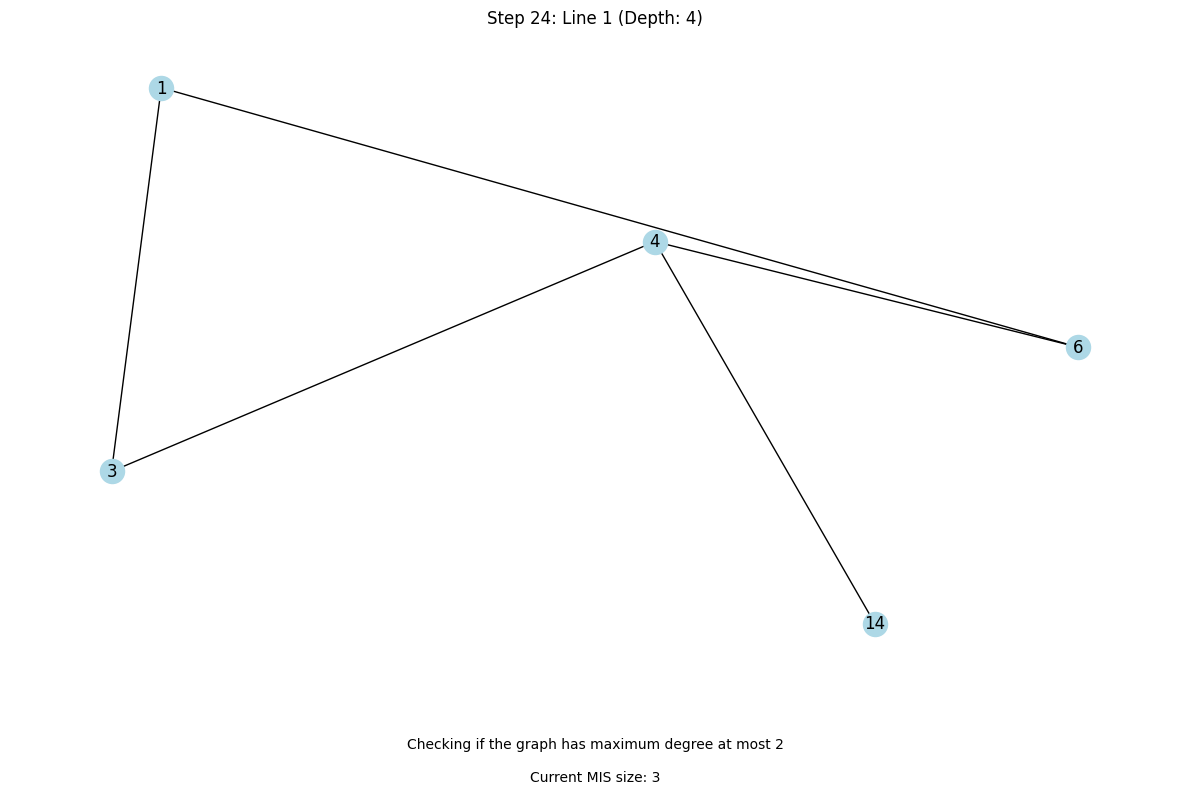 Step 24: Line 1 (Depth: 4)
1
4
6
3
14
Checking if the graph has maximum degree at most 2
Current MIS size: 3